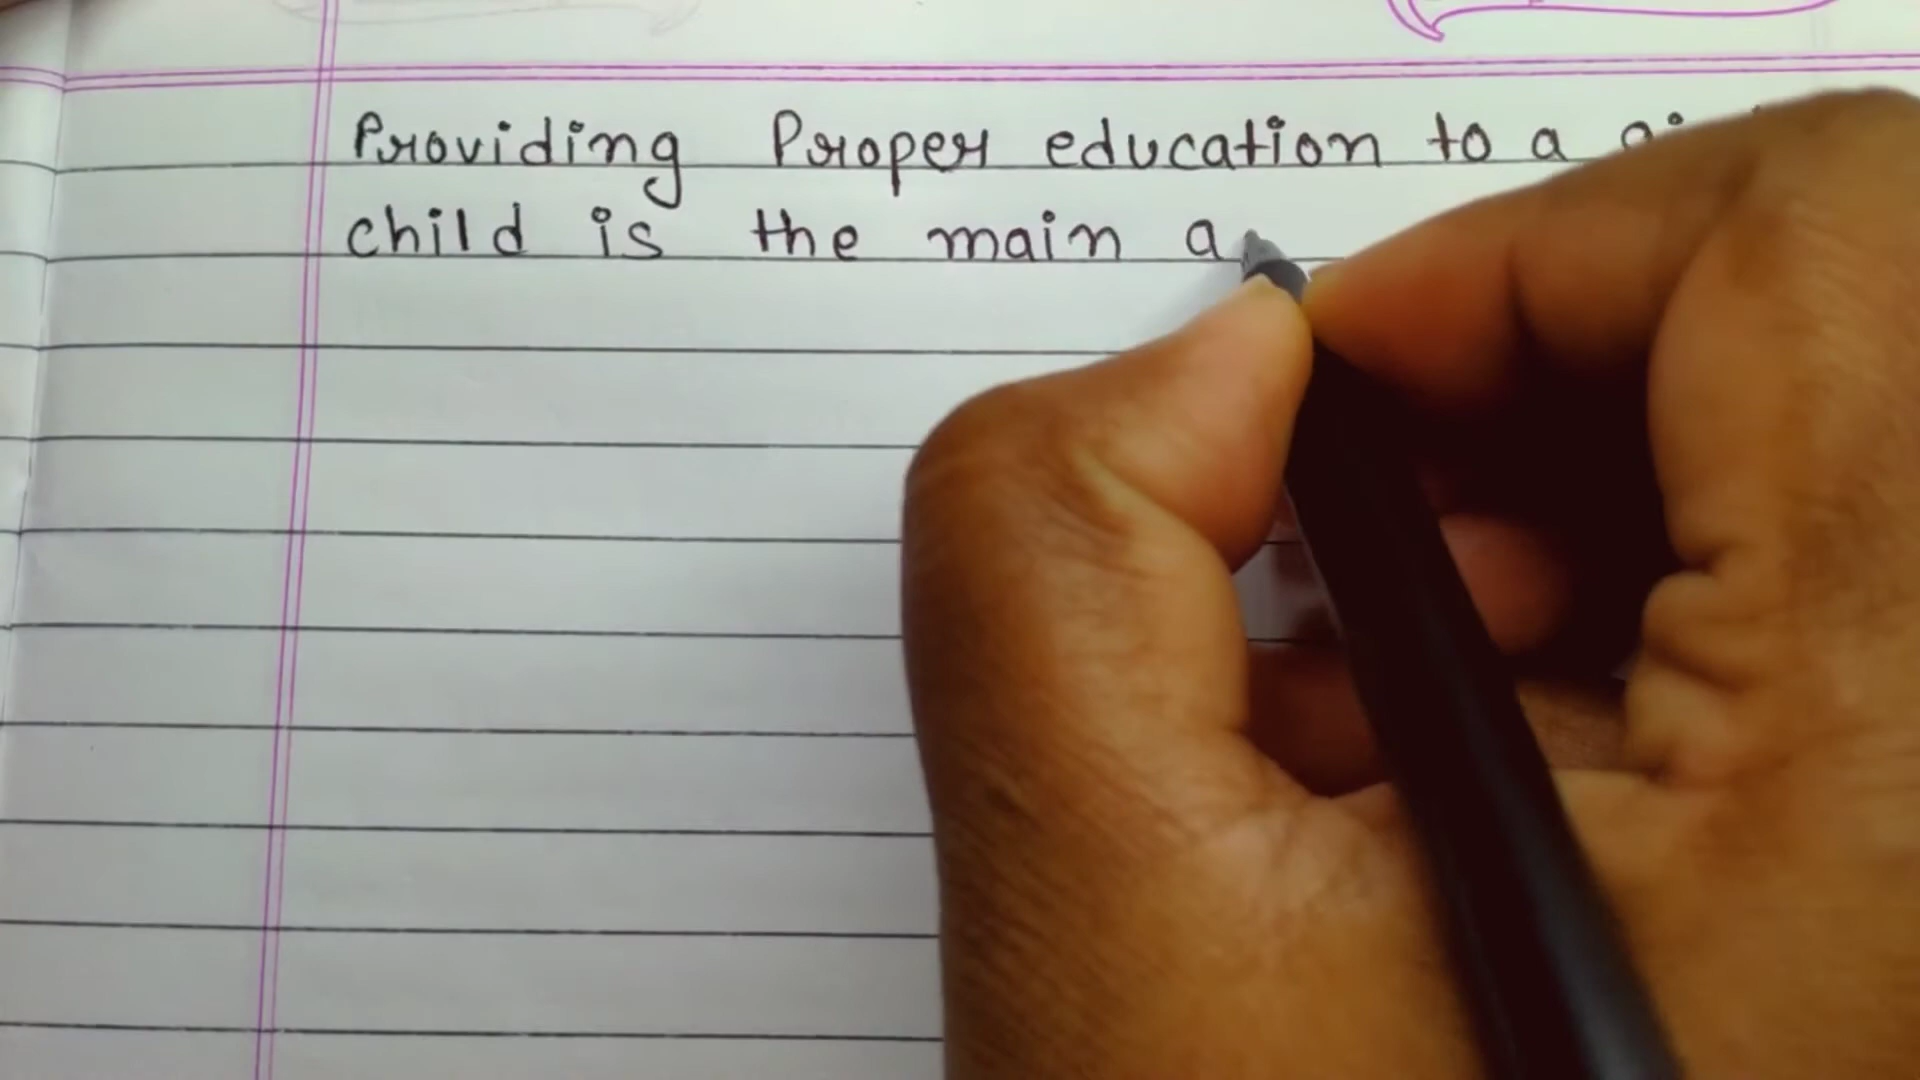 Providing Proper education to a
child is the main a